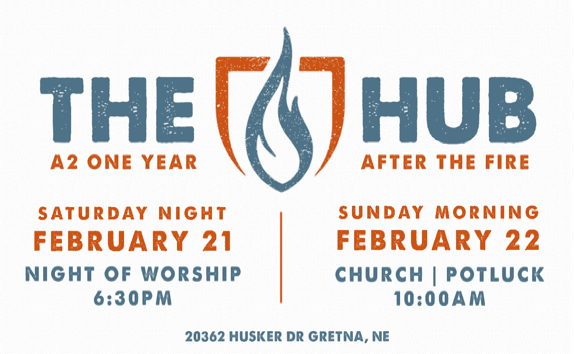 THE HUB
A2 ONE YEAR AFTER THE FIRE
SATURDAY NIGHT
FEBRUARY 21
NIGHT OF WORSHIP
6:30PM
SUNDAY MORNING
FEBRUARY 22
CHURCH | POTLUCK
10:00AM
20362 HUSKER DR GRETNA, NE